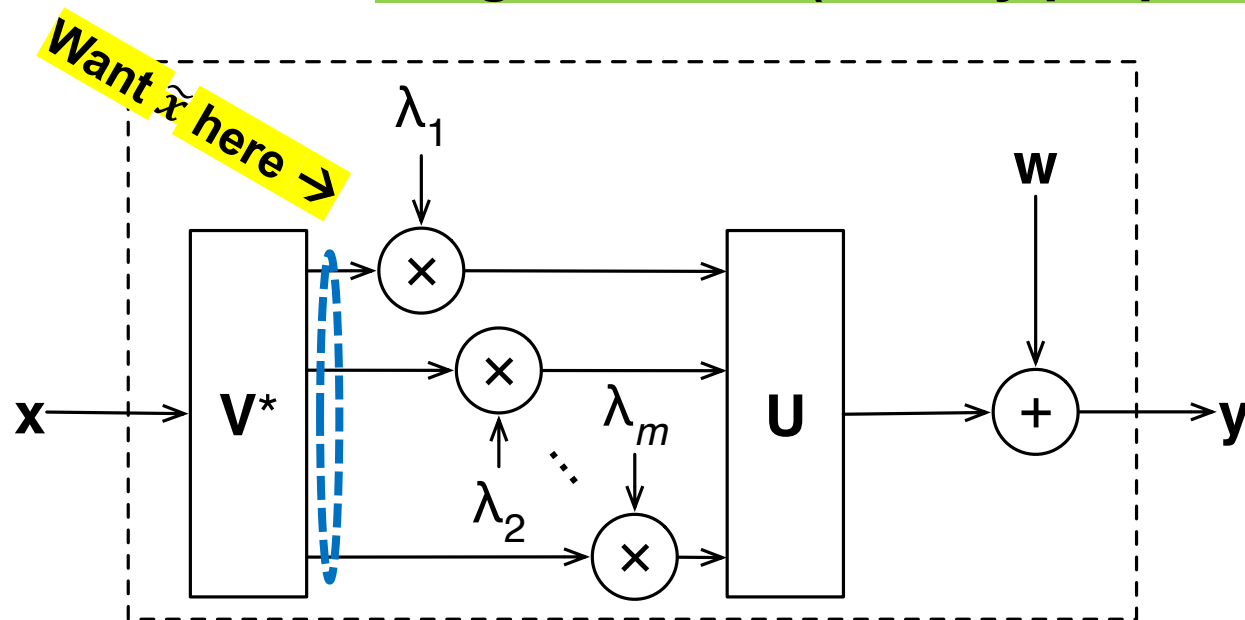 Want x̃ here →
λ1
w
×
×
x
V*
λm
U
+
y
⋱
λ2
×